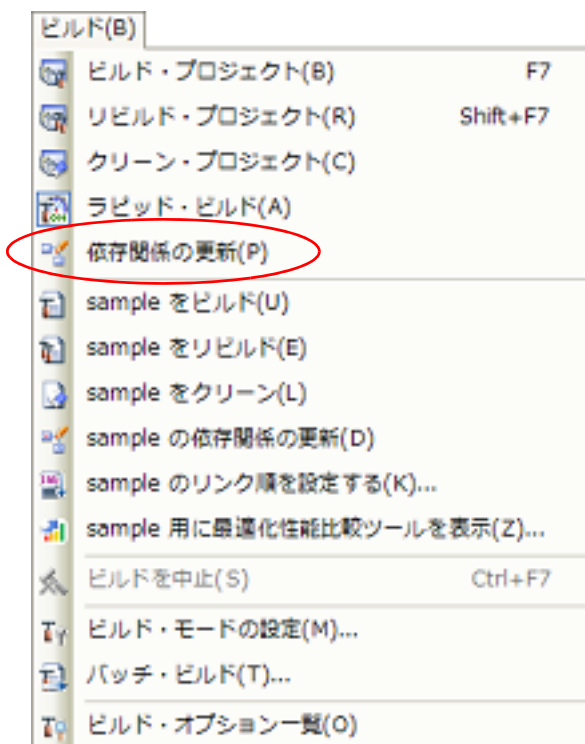 ビルド(B)
ビルド・プロジェクト(B) F7
リビルド・プロジェクト(R) Shift+F7
クリーン・プロジェクト(C)
ラピッド・ビルド(A)
依存関係の更新(P)
sample をビルド(U)
sample をリビルド(E)
sample をクリーン(L)
sample の依存関係の更新(D)
sample のリンク順を設定する(K)...
sample 用に最適化性能比較ツールを表示(Z)...
ビルドを中止(S) Ctrl+F7
ビルド・モードの設定(M)...
バッチ・ビルド(T)...
ビルド・オプション一覧(O)